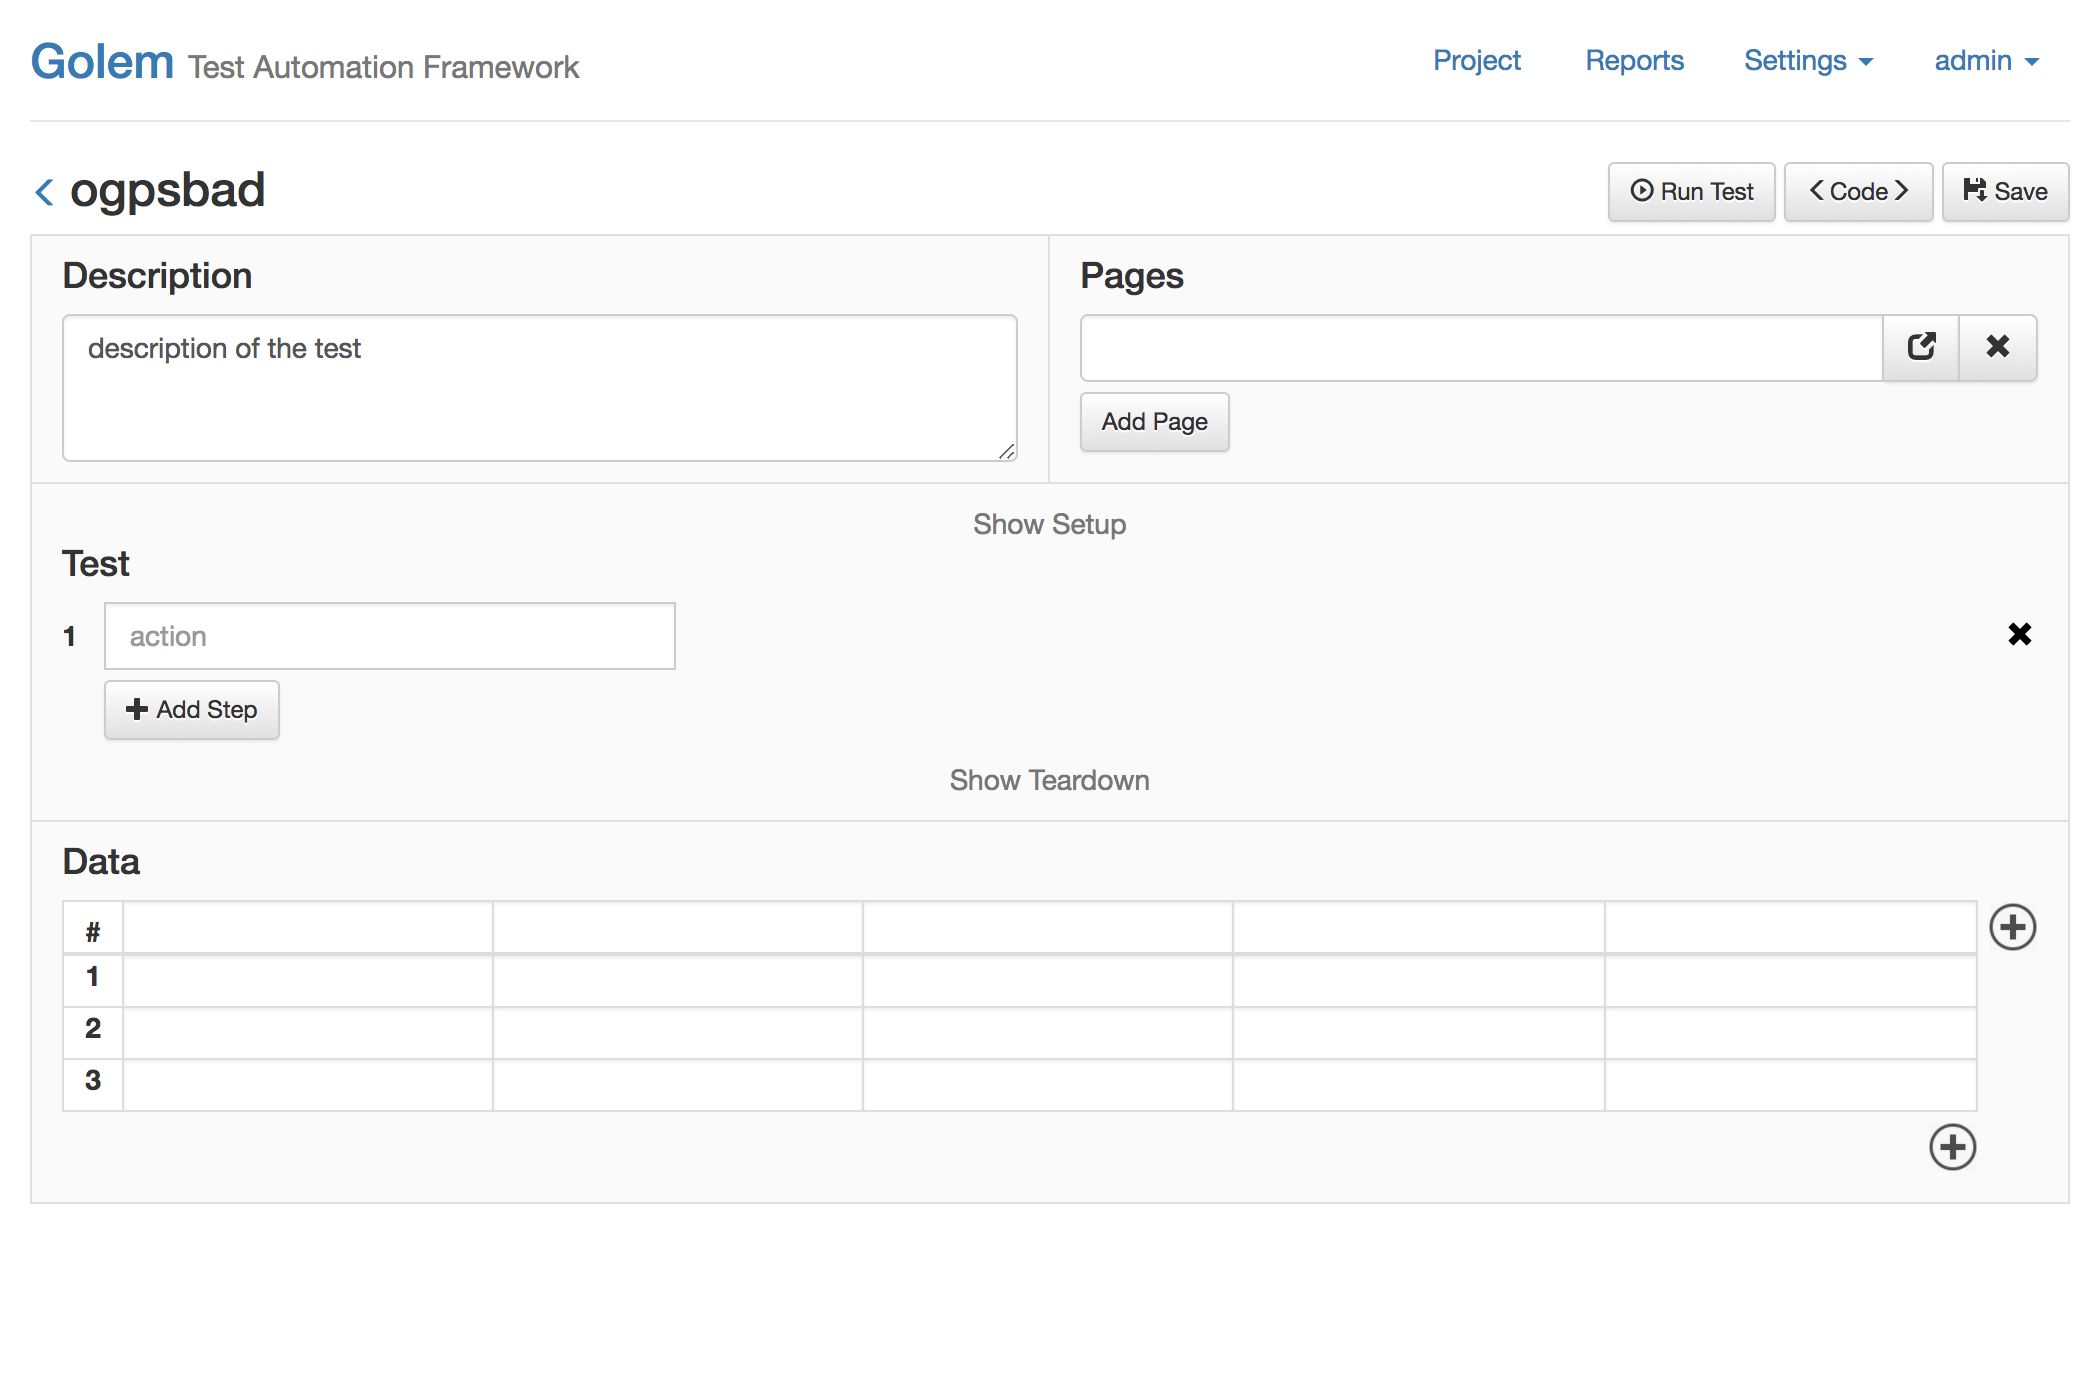 Golem Test Automation Framework
Project Reports Settings admin
ogpsbad
Run Test Code Save
Description
description of the test
Pages
Add Page
Show Setup
Test
1 action
Add Step
Show Teardown
Data
#
1
2
3